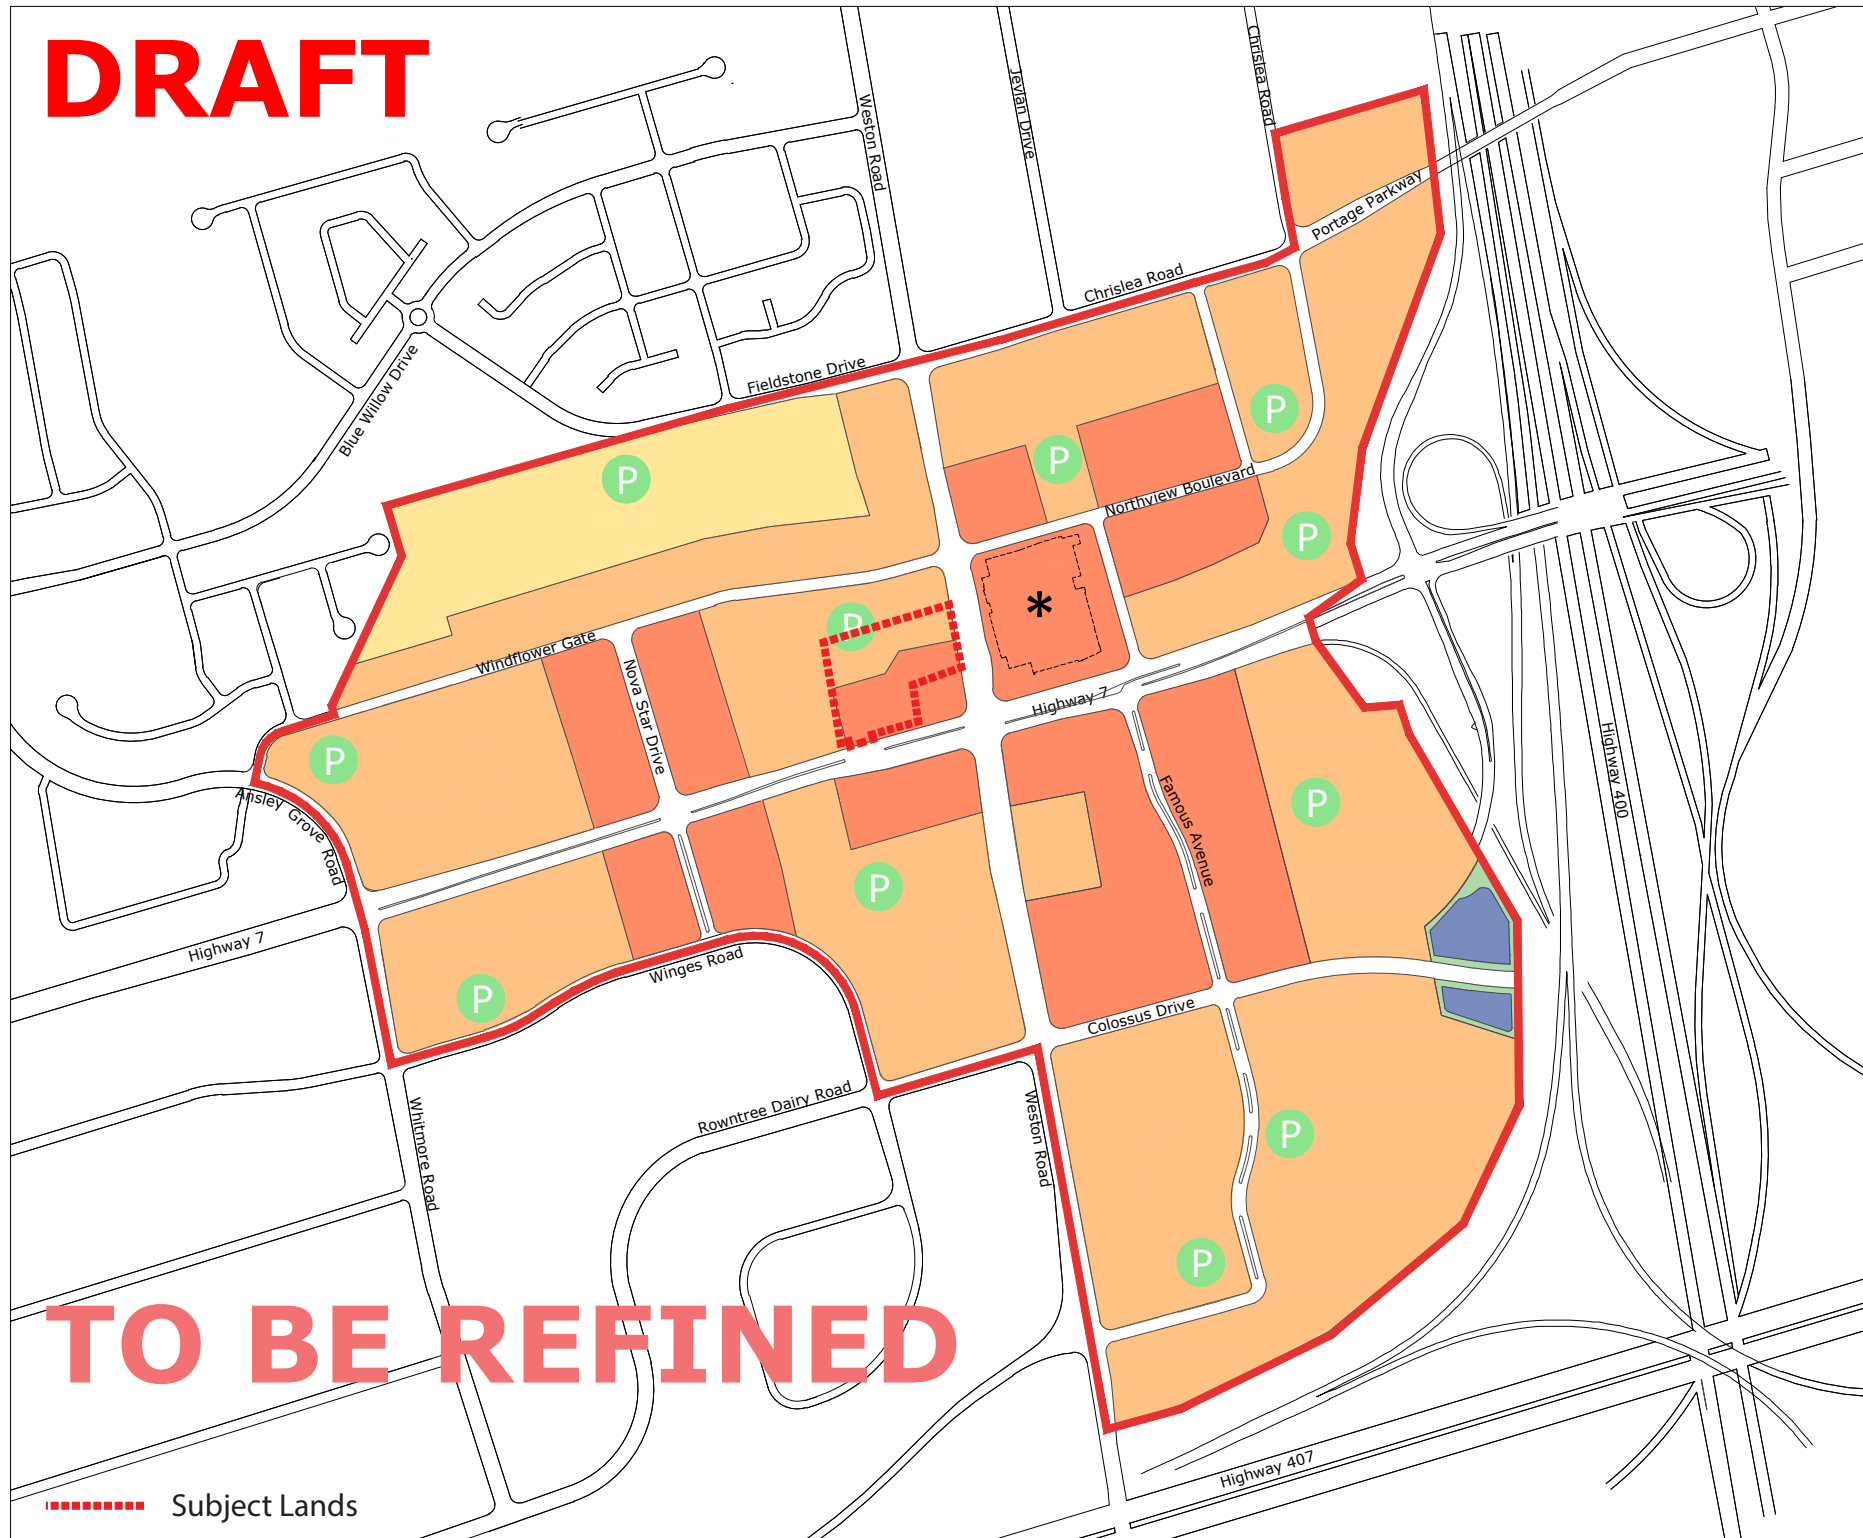 DRAFT
Weston Road
Jevlan Drive
Chrislea Road
Portage Parkway
Chrislea Road
Fieldstone Drive
Blue Willow Drive
P
P
P
Northview Boulevard
P
*
P
Windflower Gate
Nova Star Drive
Highway 7
P
Ansley Grove Road
Famous Avenue
P
Highway 400
P
Highway 7
Winges Road
P
Colossus Drive
Rowntree Dairy Road
Whitmore Road
Weston Road
P
P
TO BE REFINED
Highway 407
Subject Lands